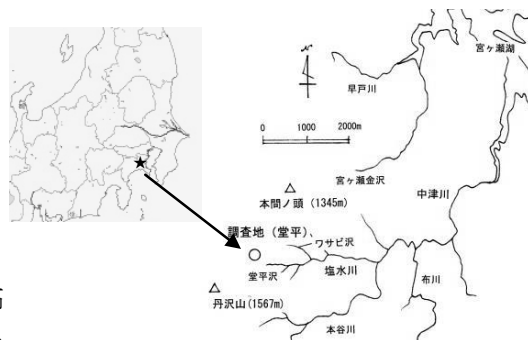 宮ヶ瀬湖
N
早戸川
0 1000 2000m
宮ヶ瀬金沢
本間ノ頭 (1345m)
中津川
調査地 (堂平)、
ワサビ沢
堂平沢
塩水川
布川
丹沢山(1567m)
本谷川